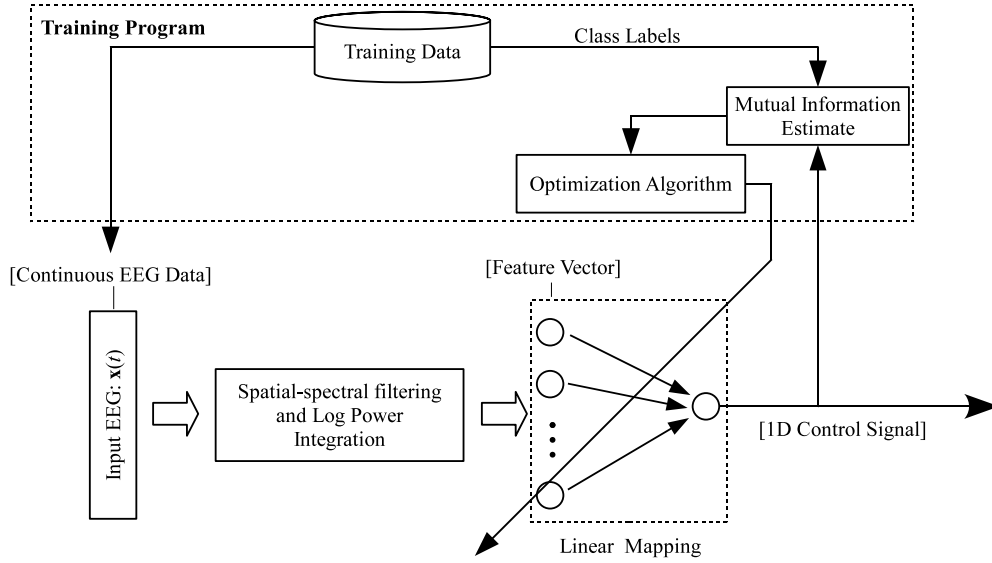 Training Program
Training Data
Class Labels
Mutual Information
Estimate
Optimization Algorithm
[Continuous EEG Data]
[Feature Vector]
Input EEG: x(t)
Spatial-spectral filtering
and Log Power
Integration
[1D Control Signal]
Linear Mapping